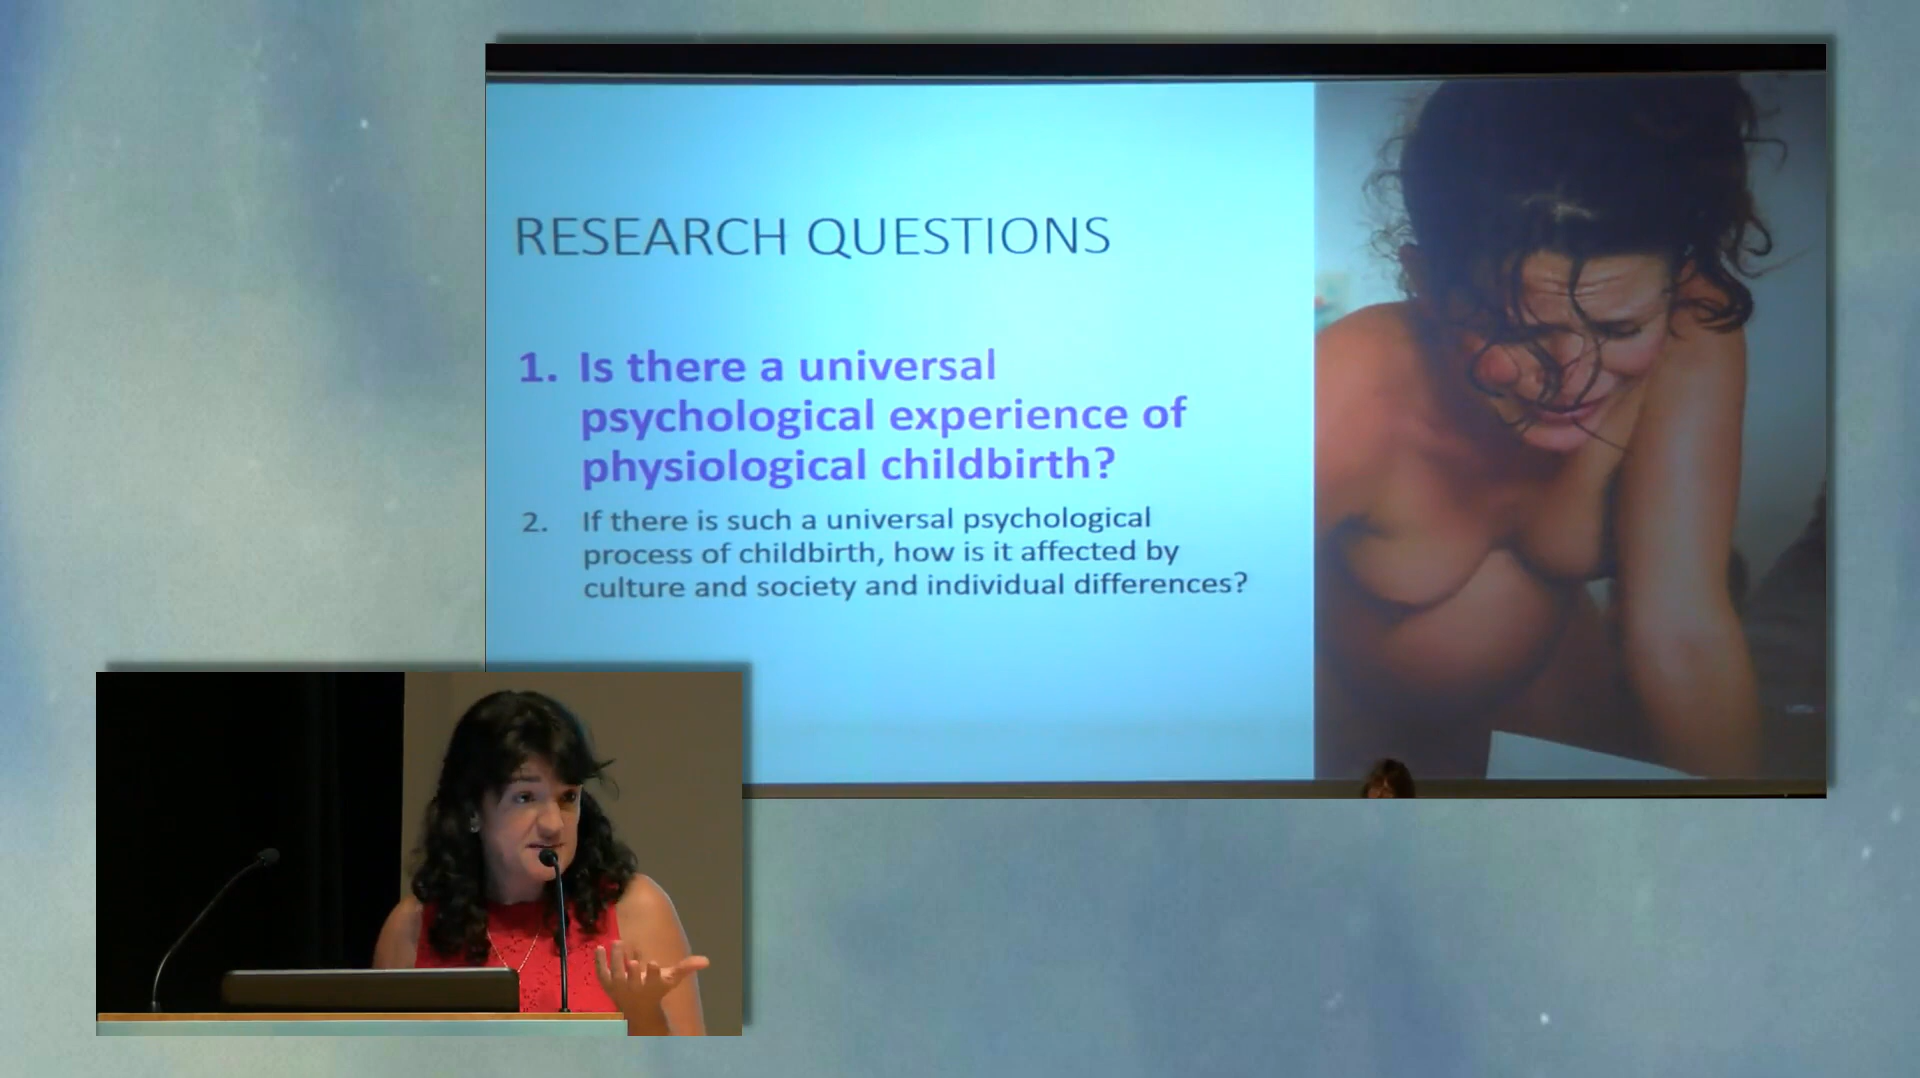 RESEARCH QUESTIONS
1. Is there a universal
psychological experience of
physiological childbirth?
2. If there is such a universal psychological
process of childbirth, how is it affected by
culture and society and individual differences?